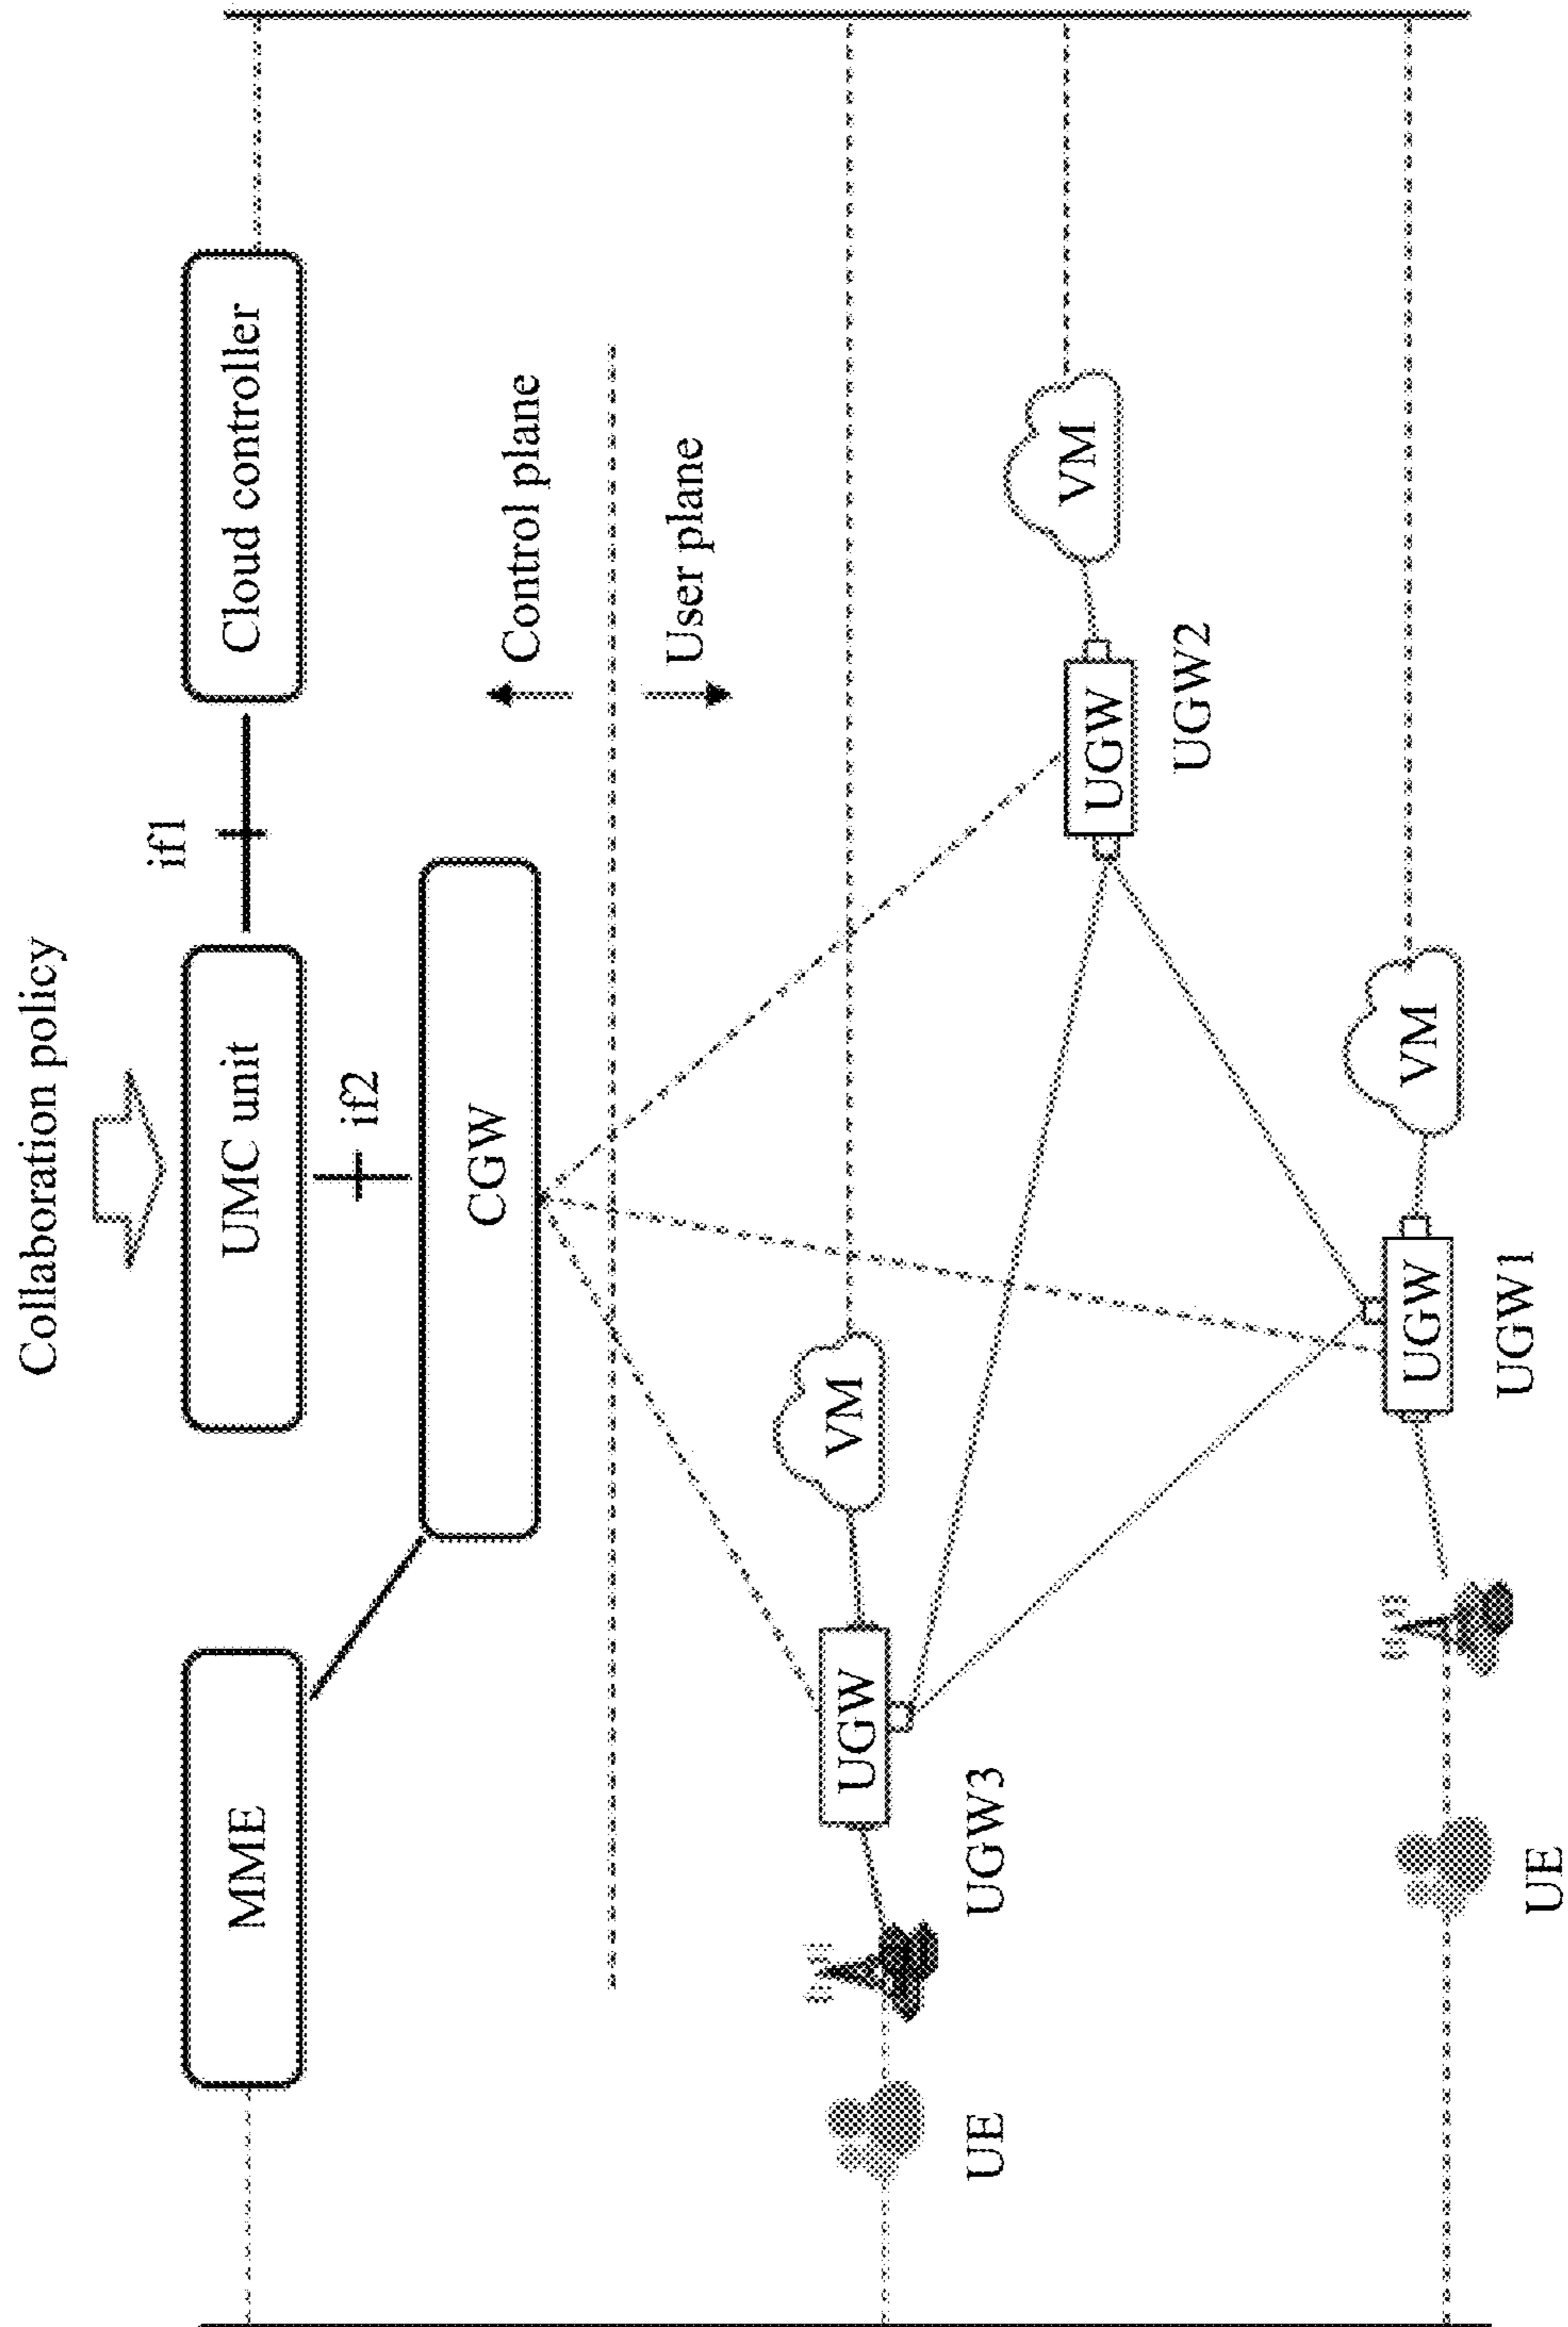 Collaboration policy
if1
MME
UMC unit
Cloud controller
if2
CGW
Control plane
User plane
VM
UGW
UGW3
UE
VM
UGW
UGW2
VM
UGW
UGW1
UE